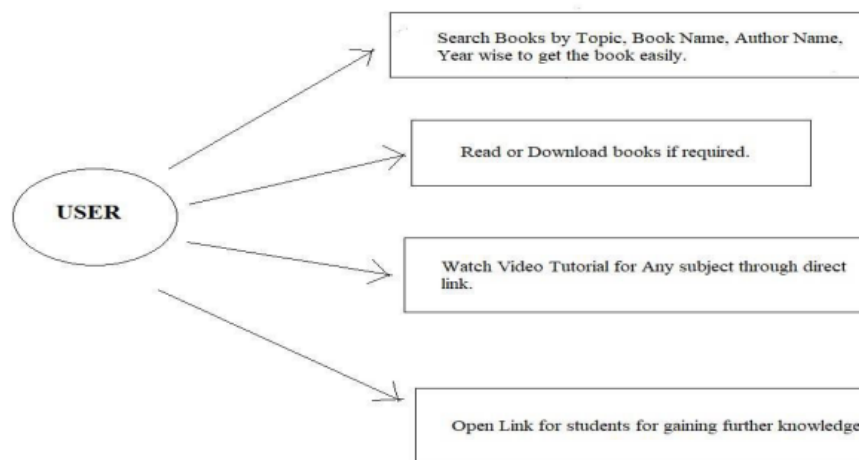 Search Books by Topic, Book Name, Author Name,
Year wise to get the book easily.
Read or Download books if required.
USER
Watch Video Tutorial for Any subject through direct
link.
Open Link for students for gaining further knowledge